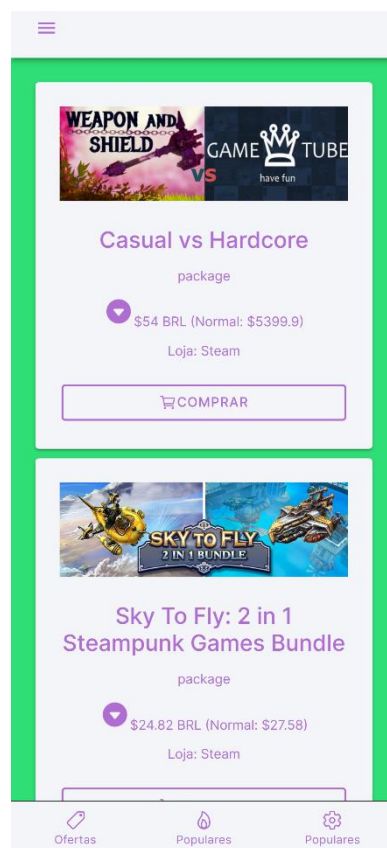 WEAPON AND
SHIELD
VS
GAME TUBE
have fun
Casual vs Hardcore
package
$54 BRL (Normal: $5399.9)
Loja: Steam
COMPRAR
SKY TO FLY
2 IN 1 BUNDLE
Sky To Fly: 2 in 1
Steampunk Games Bundle
package
$24.82 BRL (Normal: $27.58)
Loja: Steam
Ofertas
Populares
Populares